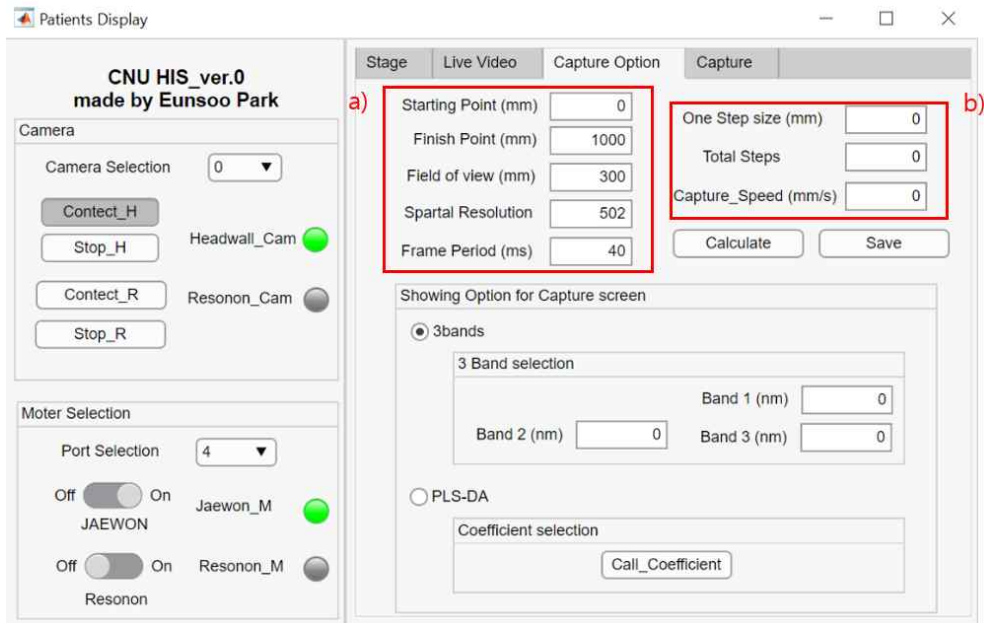 Patients Display
CNU HIS_ver.0
made by Eunsoo Park
Camera
Camera Selection 0
Contect_H
Stop_H
Headwall_Cam
Contect_R
Stop_R
Resonon_Cam
Moter Selection
Port Selection 4
Off On
JAEWON
Jaewon_M
Off On
Resonon
Resonon_M
Stage Live Video Capture Option Capture
a)
Starting Point (mm) 0
Finish Point (mm) 1000
Field of view (mm) 300
Spartal Resolution 502
Frame Period (ms) 40
b)
One Step size (mm) 0
Total Steps 0
Capture_Speed (mm/s) 0
Calculate Save
Showing Option for Capture screen
3bands
3 Band selection
Band 1 (nm) 0
Band 2 (nm) 0 Band 3 (nm) 0
PLS-DA
Coefficient selection
Call_Coefficient